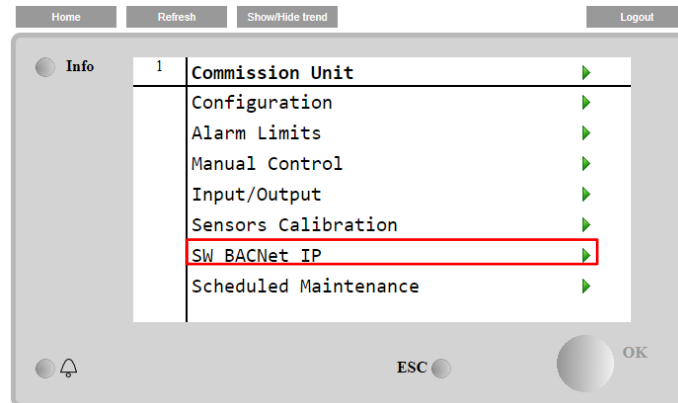 Home Refresh Show/Hide trend Logout
Info
1 Commission Unit
Configuration
Alarm Limits
Manual Control
Input/Output
Sensors Calibration
SW BACNet IP
Scheduled Maintenance
OK
ESC